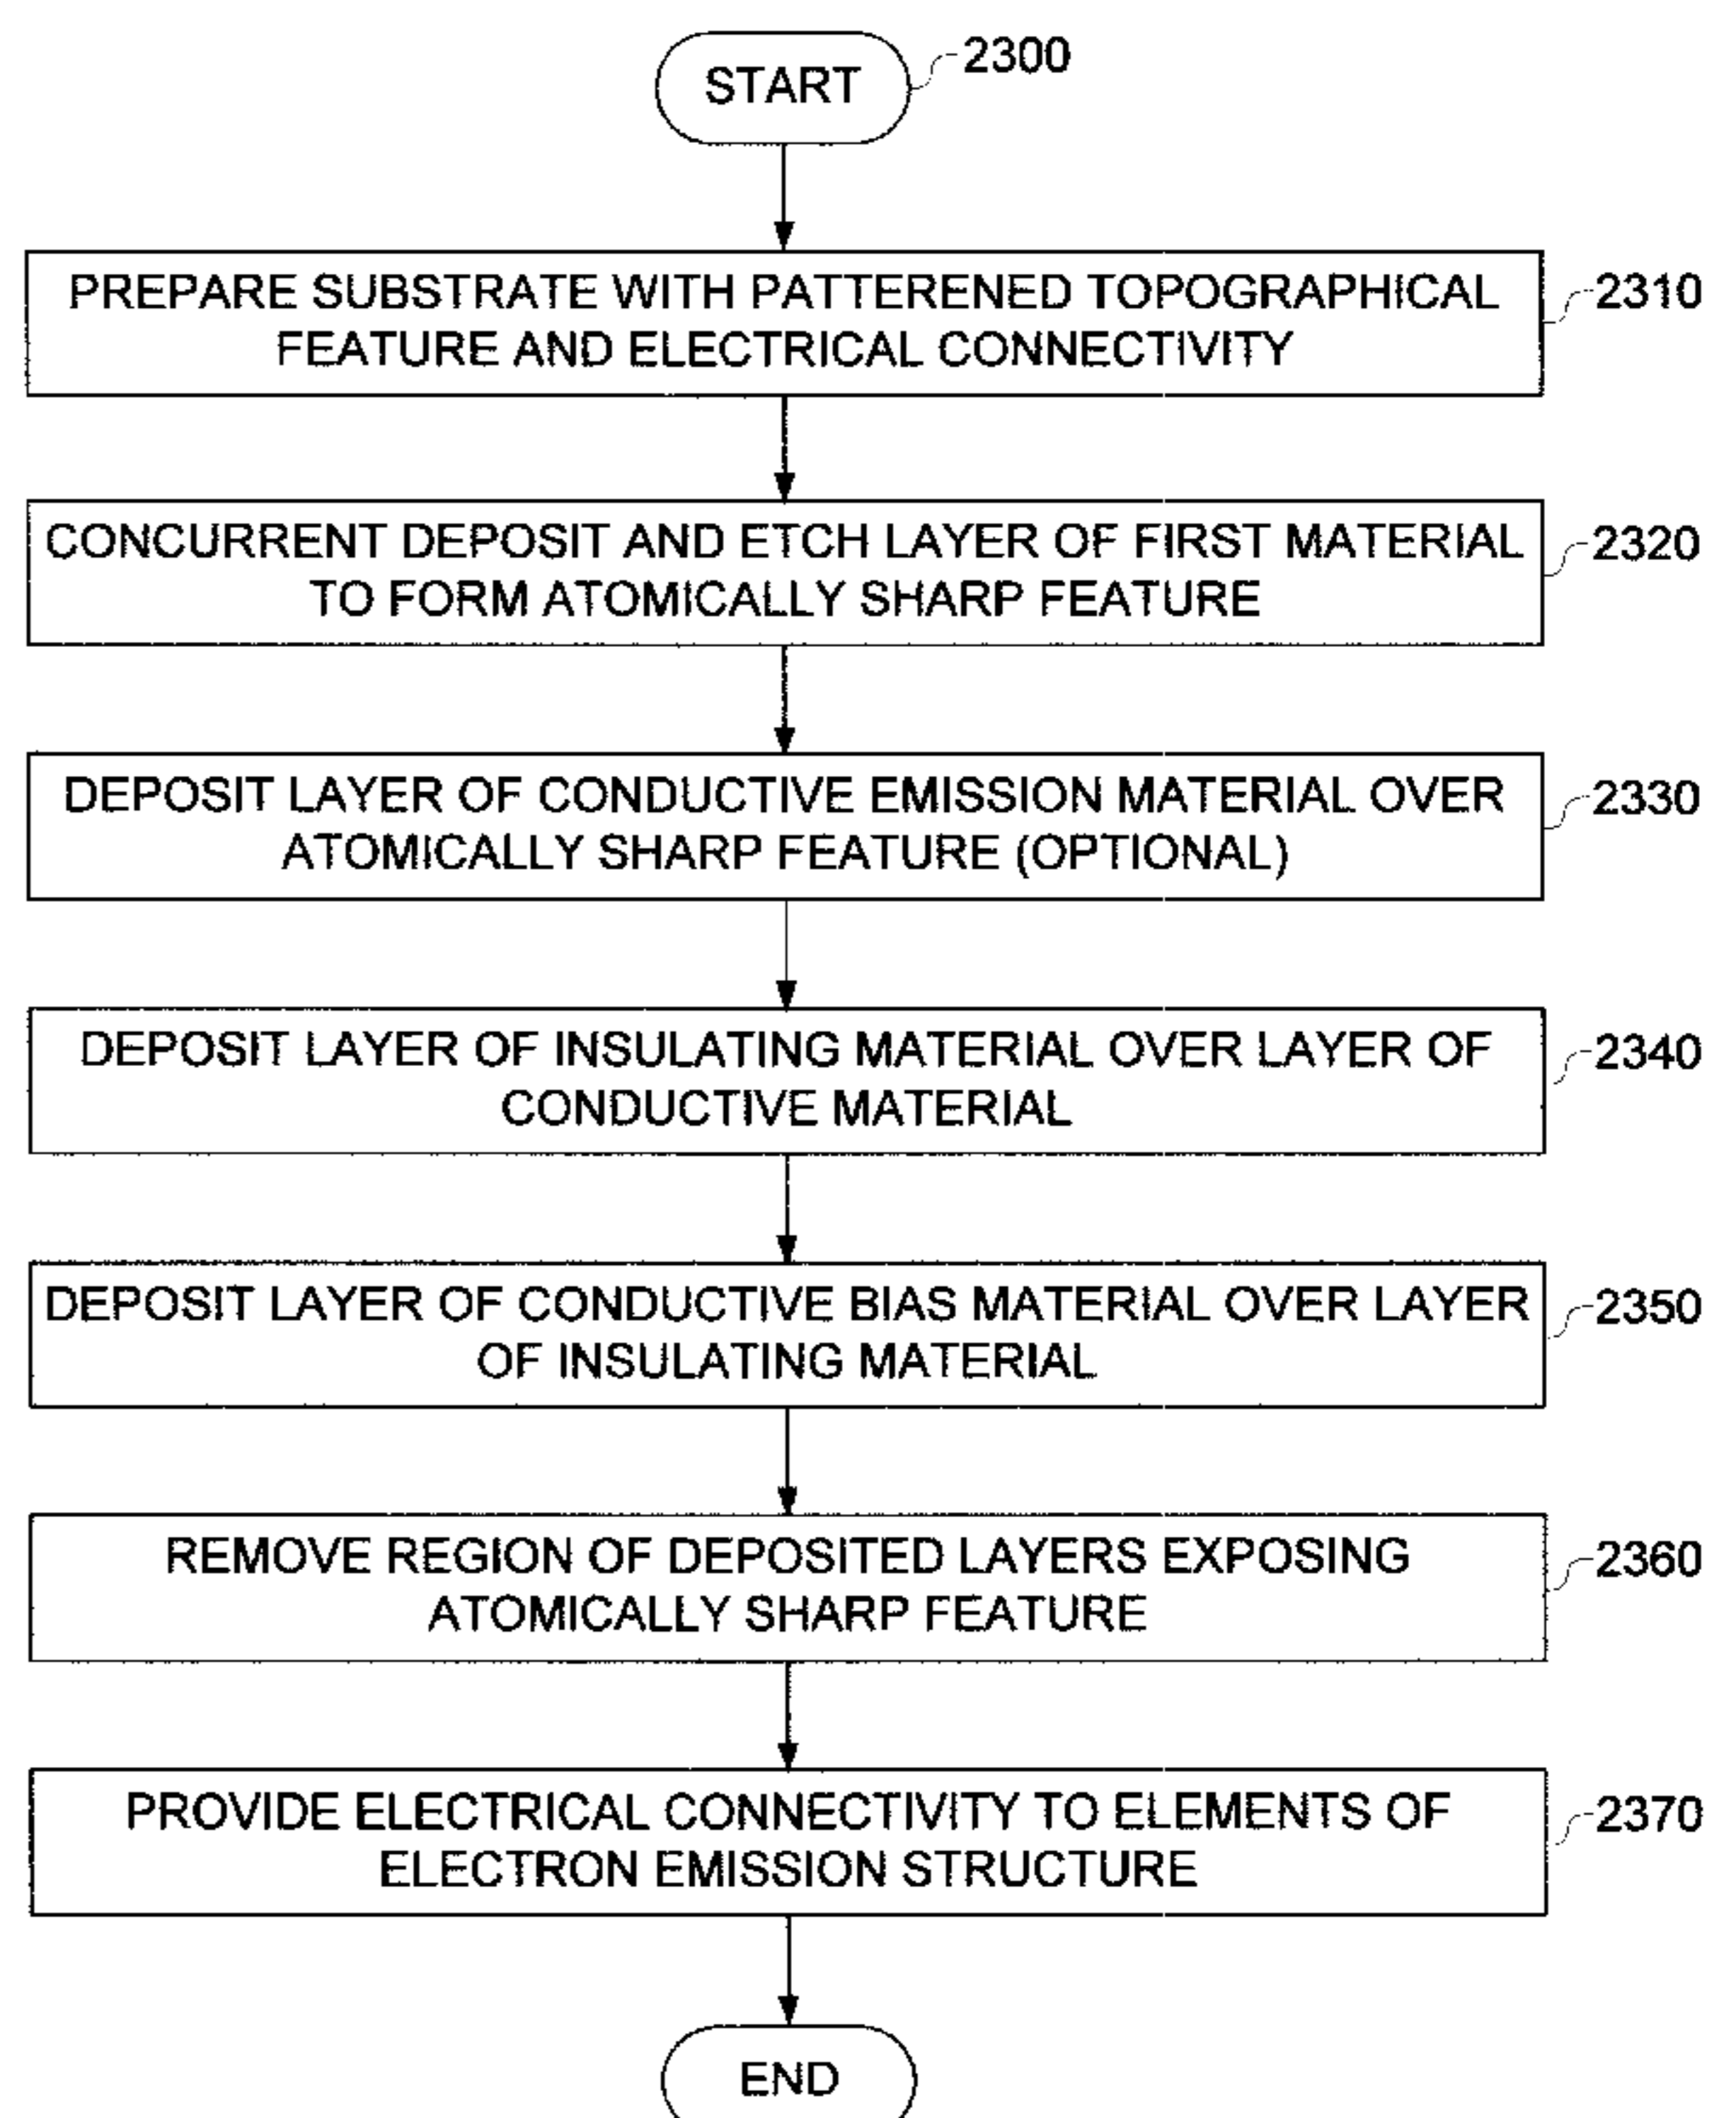 START
2300
PREPARE SUBSTRATE WITH PATTERENED TOPOGRAPHICAL
FEATURE AND ELECTRICAL CONNECTIVITY
2310
CONCURRENT DEPOSIT AND ETCH LAYER OF FIRST MATERIAL
TO FORM ATOMICALLY SHARP FEATURE
2320
DEPOSIT LAYER OF CONDUCTIVE EMISSION MATERIAL OVER
ATOMICALLY SHARP FEATURE (OPTIONAL)
2330
DEPOSIT LAYER OF INSULATING MATERIAL OVER LAYER OF
CONDUCTIVE MATERIAL
2340
DEPOSIT LAYER OF CONDUCTIVE BIAS MATERIAL OVER LAYER
OF INSULATING MATERIAL
2350
REMOVE REGION OF DEPOSITED LAYERS EXPOSING
ATOMICALLY SHARP FEATURE
2360
PROVIDE ELECTRICAL CONNECTIVITY TO ELEMENTS OF
ELECTRON EMISSION STRUCTURE
2370
END